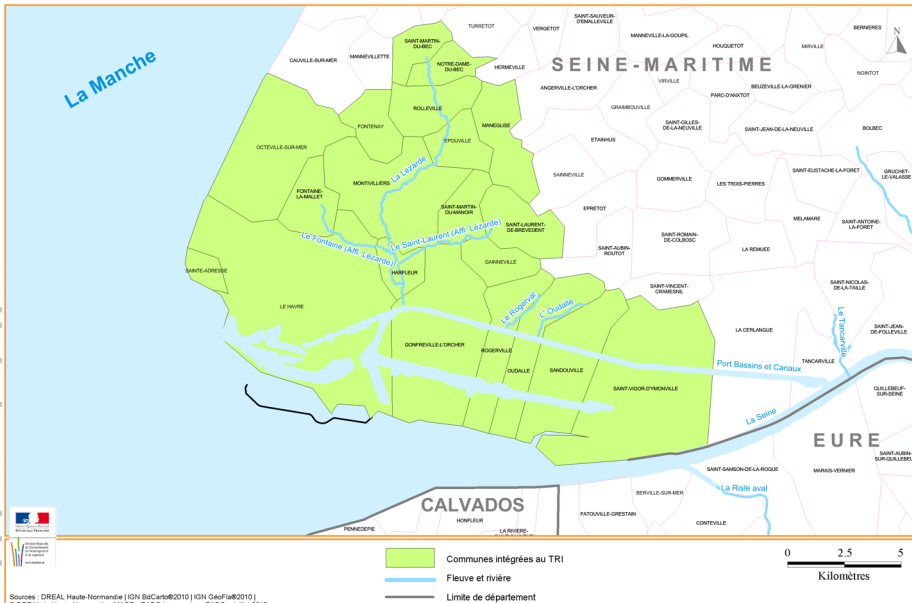 La Manche
SEINE-MARITIME
EURE
CALVADOS
TURRETOT
VERGETOT
SAINT-SAUVEUR-
D'EMALLEVILLE
MANNEVILLE-LA-GOUPIL
BERNIERES
HOUQUETOT
MIRVILLE
N
SAINT-MARTIN-
DU-BEC
CAUVILLE-SUR-MER
MANNEVILLETTE
NOTRE-DAME-
DU-BEC
HERMEVILLE
NOINTOT
VIRVILLE
ANGERVILLE-L'ORCHER
BEUZEVILLE-LA-GRENIER
PARC-D'ANXTOT
GRAIMBOUVILLE
ROLLEVILLE
FONTENAY
MANEGLISE
SAINT-GILLES-
DE-LA-NEUVILLE
SAINT-JEAN-DE-LA-NEUVILLE
BOLBEC
EPOUVILLE
ETAINHUS
OCTEVILLE-SUR-MER
SAINNEVILLE
SAINT-EUSTACHE-LA-FORET
GRUCHET-
LE-VALASSE
MONTIVILLIERS
La Lézarde
GOMMERVILLE
LES TROIS-PIERRES
FONTAINE-
LA-MALLET
SAINT-MARTIN-
DU-MANOIR
EPRETOT
MELAMARE
SAINT-ANTOINE-
LA-FORET
SAINT-LAURENT-
DE-BREVEDENT
Le Saint-Laurent (Affl. Lézarde)
Le Fontaine (Affl. Lézarde)
SAINT-ROMAIN-
DE-COLBOSC
SAINT-AUBIN-
ROUTOT
LA REMUEE
GAINNEVILLE
SAINTE-ADRESSE
HARFLEUR
SAINT-NICOLAS-
DE-LA-TAILLE
SAINT-VINCENT-
CRAMESNIL
LE HAVRE
Le Rogerval
L' Oudalle
Le Tancarville
LA CERLANGUE
SAINT-JEAN-
DE-FOLLEVILLE
GONFREVILLE-L'ORCHER
ROGERVILLE
OUDALLE
SANDOUVILLE
Port Bassins et Canaux
TANCARVILLE
SAINT-VIGOR-D'YMONVILLE
QUILLEBEUF-
SUR-SEINE
La Seine
SAINT-AUBIN-
SUR-QUILLEBEU
SAINT-SAMSON-DE-LA-ROQUE
MARAIS-VERNIER
La Risle aval
BERVILLE-SUR-MER
FATOUVILLE-GRESTAIN
CONTEVILLE
HONFLEUR
PENNEDEPIE
LA RIVIERE-
Communes intégrées au TRI
Fleuve et rivière
Limite de département
0 2.5 5
Kilomètres
Sources : DREAL Haute-Normandie | IGN BdCarto®2010 | IGN GéoFla®2010 |